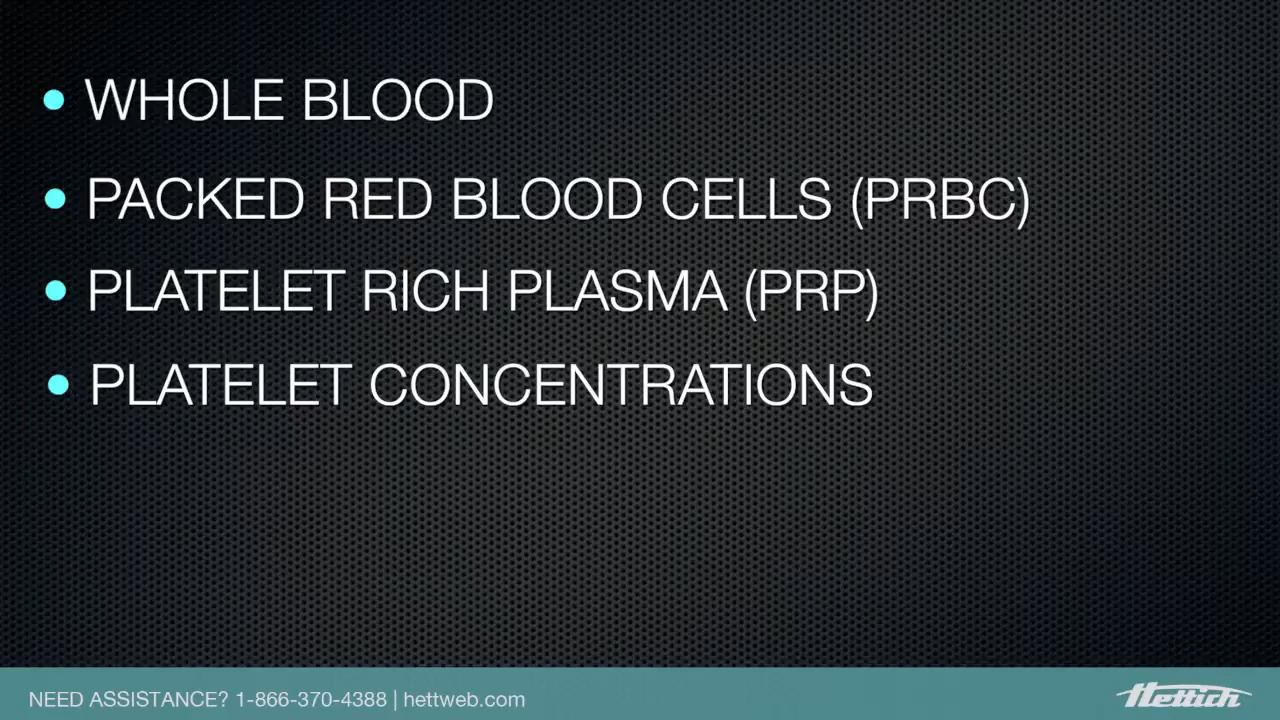 • WHOLE BLOOD
• PACKED RED BLOOD CELLS (PRBC)
• PLATELET RICH PLASMA (PRP)
• PLATELET CONCENTRATIONS
NEED ASSISTANCE? 1-866-370-4388 | hettweb.com
Hettich